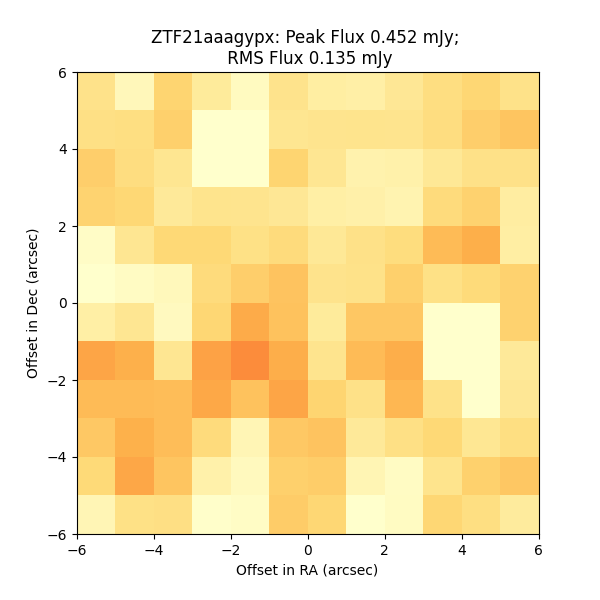 ZTF21aaagypx: Peak Flux 0.452 mJy;
RMS Flux 0.135 mJy
6
4
2
0
−2
−4
−6
Offset in Dec (arcsec)
−6 −4 −2 0 2 4 6
Offset in RA (arcsec)